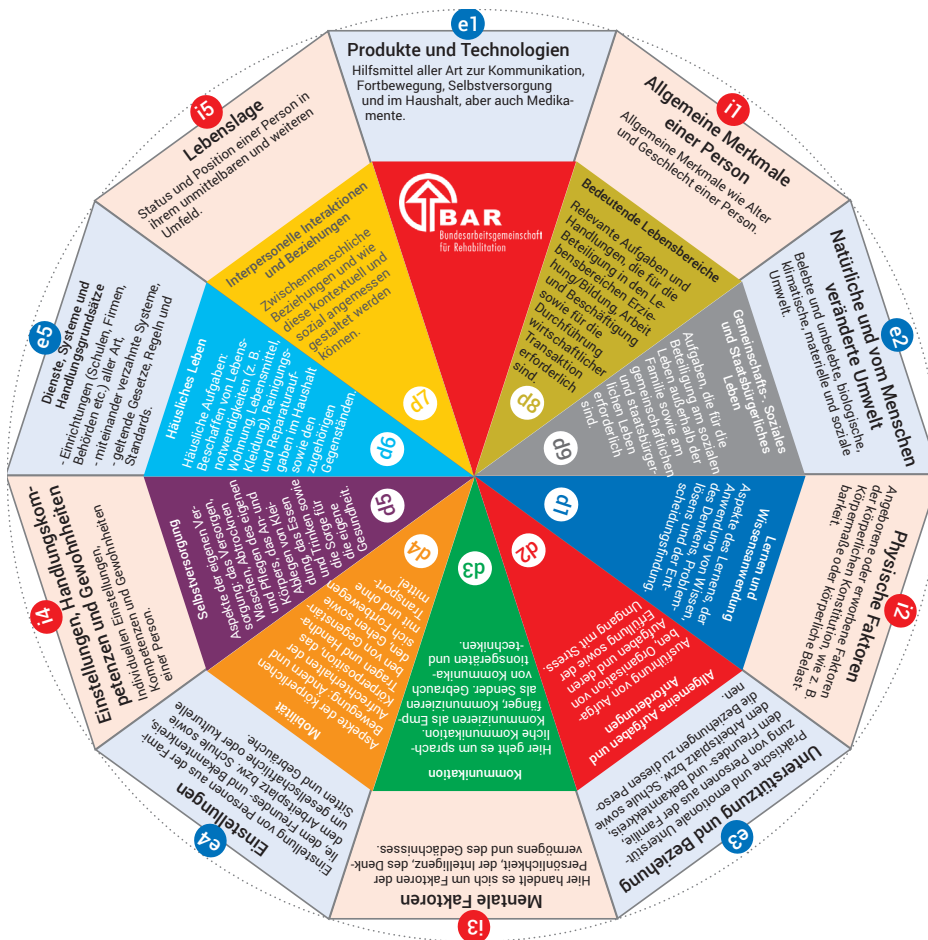 e1
Produkte und Technologien
Hilfsmittel aller Art zur Kommunikation,
Fortbewegung, Selbstversorgung
und im Haushalt, aber auch Medika-
mente.
i1
Allgemeine Merkmale
einer Person
Allgemeine Merkmale wie Alter
und Geschlecht einer Person.
e2
Natürliche und vom Menschen
veränderte Umwelt
Belebte und unbelebte, biologische,
klimatische, materielle und soziale
Umwelt.
i2
Physische Faktoren
Angeborene oder erworbene Faktoren
der körperlichen Konstitution, wie z. B.
Körpermaße oder körperliche Belast-
barkeit.
e3
Unterstützung und Beziehung
Praktische und emotionale Unterstüt-
zung von Personen aus der Familie,
dem Freundes- und Bekanntekreis,
dem Arbeitsplatz bzw. Schule sowie
die Beziehungen zu diesen Perso-
nen.
i3
Mentale Faktoren
Hier handelt es sich um Faktoren der
Persönlichkeit, der Intelligenz, des Denk-
vermögens und des Gedächnisses.
e4
Einstellungen
Einstellung von Personen aus der Fami-
lie, dem Freundes- und Bekanntenkreis,
dem Arbeitsplatz bzw. Schule sowie
um gesellschaftliche oder kulturelle
Sitten und Gebräuche.
i4
Einstellungen, Handlungskom-
petenzen und Gewohnheiten
Individuellen Einstellungen,
Kompetenzen und Gewohnheiten
einer Person.
e5
Dienste, Systeme und
Handlungsgrundsätze
- Einrichtungen (Schulen, Firmen,
Behörden etc.) aller Art,
- miteinander verzahnte Systeme,
- geltende Gesetze, Regeln und
Standards.
i5
Lebenslage
Status und Position einer Person in
ihrem unmittelbaren und weiteren
Umfeld.
BAR
Bundesarbeitsgemeinschaft
für Rehabilitation
Bedeutende Lebensbereiche
Relevante Aufgaben und
Handlungen, die für die
Beteiligung in den Le-
bensbereichen Erzie-
hung/Bildung, Arbeit
und Beschäftigung
sowie für die
Durchführung
wirtschaftlicher
Transaktion
erforderlich
sind.
d8
Gemeinschafts-, Soziales
und Staatsbürgerliches
Leben
Aufgaben, die für die
Beteiligung am sozialen
Leben außerhalb der
Familie sowie am
gemeinschaftlichen
und staatsbürger-
lichen Leben
erforderlich
sind.
d9
Lernen und
Wissensanwendung
Aspekte des Lernens, der
Anwendung von Wissen,
des Denkens, Problem-
lösens und der Ent-
scheidungsfindung.
d1
Allgemeine Aufgaben und
Anforderungen
Ausführung von Aufga-
ben, Organisation von
Aufgaben und deren
Erfüllung sowie der
Umgang mit Stress.
d2
Kommunikation
Hier geht es um sprach-
liche Kommunikation.
Kommunizieren als Emp-
fänger, Kommunizieren
als Sender, Gebrauch
von Kommunika-
tionsgeräten und
-techniken.
d3
Mobilität
Aspekte der körperlichen
Bewegung: Ändern und
Aufrechterhalten der
Körperposition, das
Tragen, Handha-
ben von Gegenstän-
den, Gehen sowie
sich Fortbewegen
mit und ohne
Transport-
mittel.
d4
Selbstversorgung
Aspekte der eigenen Ver-
sorgung, das Versorgen,
Waschen, Abtrocknen
und Pflegen des eigenen
Körpers, das An- und
Ablegen von Klei-
dung, das Essen
und Trinken sowie
die Sorge für
die eigene
Gesundheit.
d5
Häusliches Leben
Häusliche Aufgaben:
Beschaffen von Lebens-
notwendigkeiten (z. B.
Wohnung, Lebensmittel,
Kleidung), Reinigungs-
und Reparaturauf-
gaben im Haushalt
sowie den
zugehörigen
Gegenständen.
d6
Interpersonelle Interaktionen
und Beziehungen
Zwischenmenschliche
Beziehungen und wie
diese kontextuell und
sozial angemessen
gestaltet werden
können.
d7